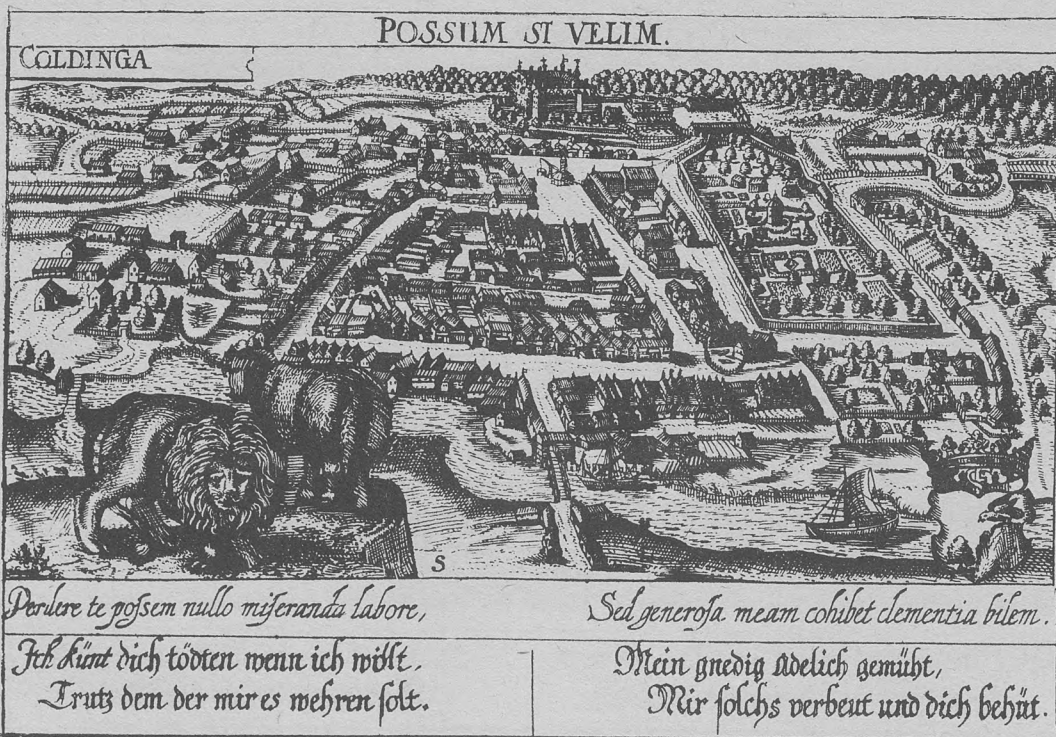 POSSUM SI VELIM.
COLDINGA
S
Perdere te poſsem nullo miſeranda labore,
Sed generoſa meam cohibet clementia bilem.
Ich künt dich tödten wenn ich wilt.
Trutz dem der mir es wehren ſolt.
Mein gnedig Adelich gemüht,
Mir ſolchs verbeut und dich behüt.